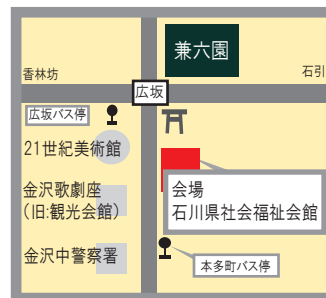 兼六園
香林坊
石引
広坂
広坂バス停
21世紀美術館
金沢歌劇座
(旧:観光会館)
会場
石川県社会福祉会館
金沢中警察署
本多町バス停